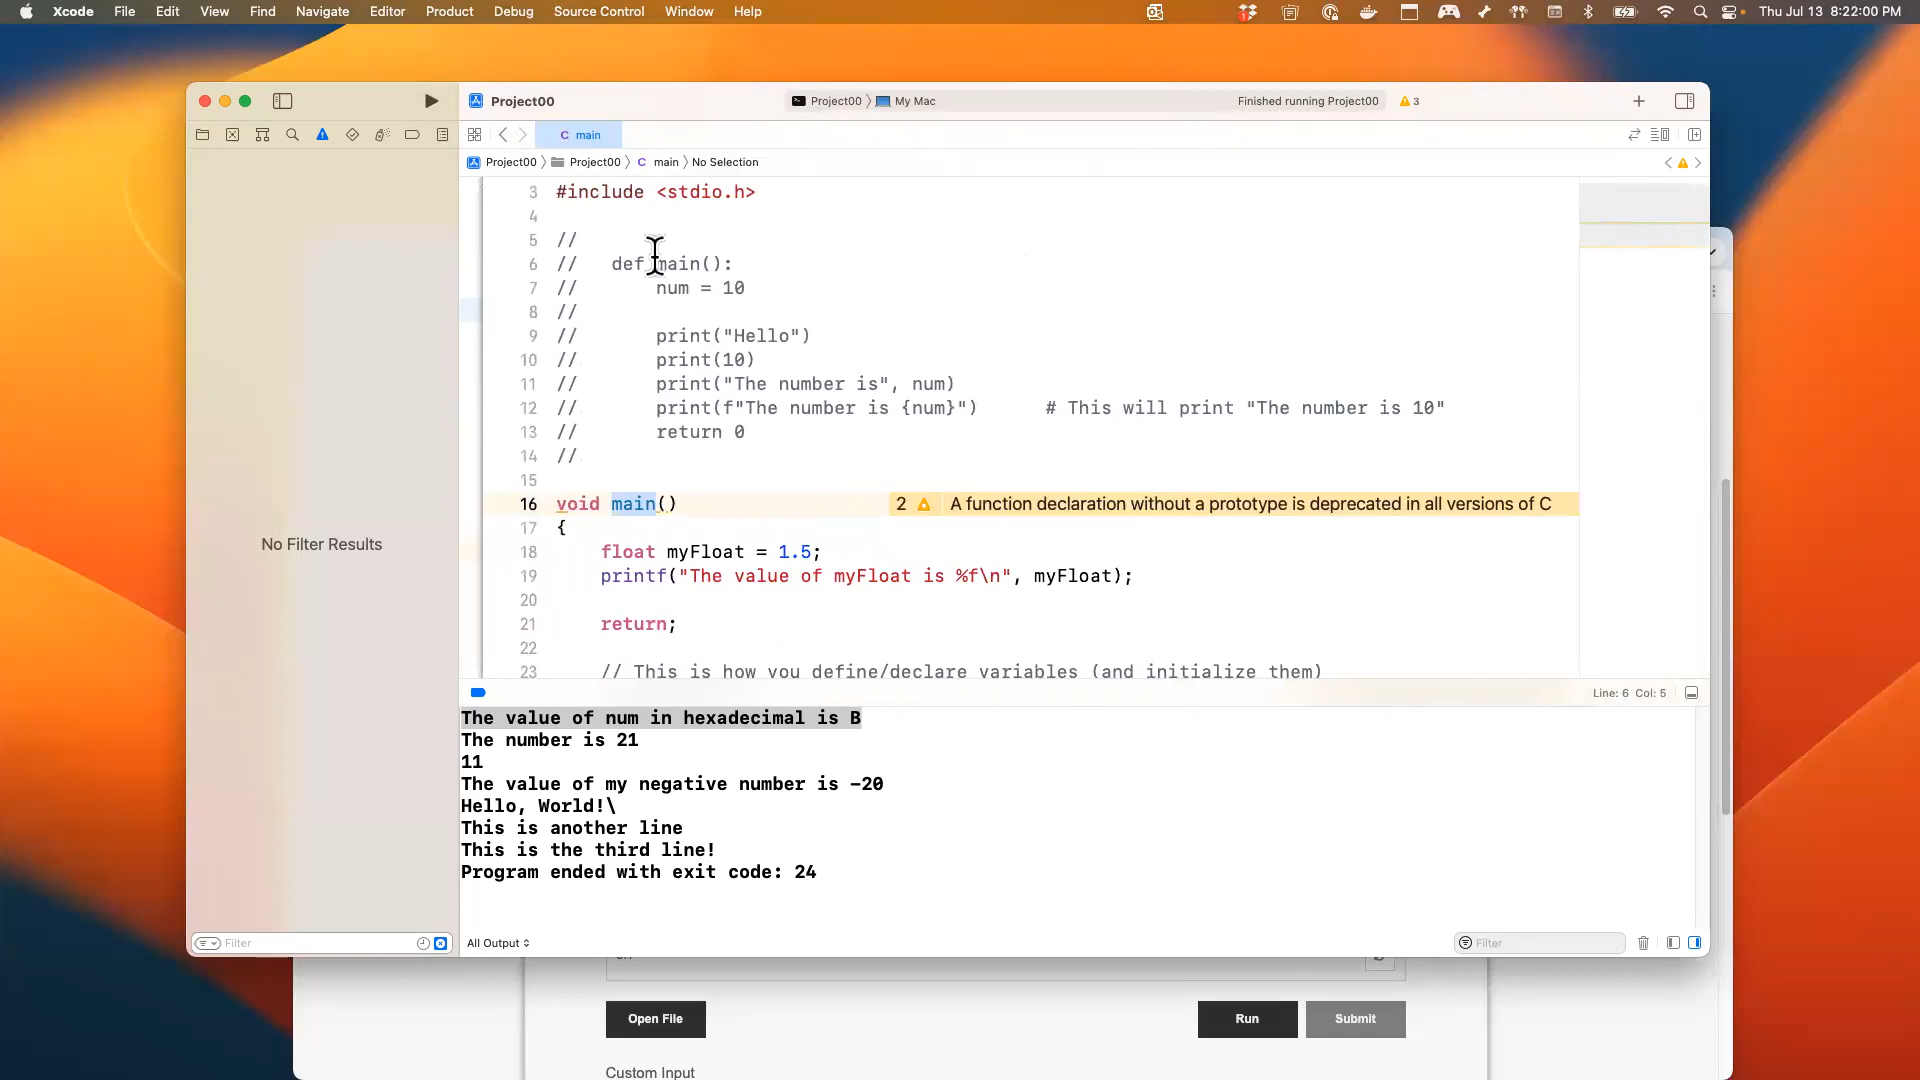 Xcode File Edit View Find Navigate Editor Product Debug Source Control Window Help Thu Jul 13 8:22:00 PM
Project00 Project00 My Mac Finished running Project00 3
C main
Project00 Project00 C main No Selection
3 #include <stdio.h>
4
5 //
6 //   def main():
7 //       num = 10
8 //
9 //       print("Hello")
10 //       print(10)
11 //       print("The number is", num)
12 //       print(f"The number is {num}")      # This will print "The number is 10"
13 //       return 0
14 //
15
16 void main() 2 A function declaration without a prototype is deprecated in all versions of C
17 {
18     float myFloat = 1.5;
19     printf("The value of myFloat is %f\n", myFloat);
20
21     return;
22
23     // This is how you define/declare variables (and initialize them)
No Filter Results
Line: 6 Col: 5
The value of num in hexadecimal is B
The number is 21
11
The value of my negative number is -20
Hello, World!\
This is another line
This is the third line!
Program ended with exit code: 24
Filter All Output Filter
Open File Run Submit
Custom Input